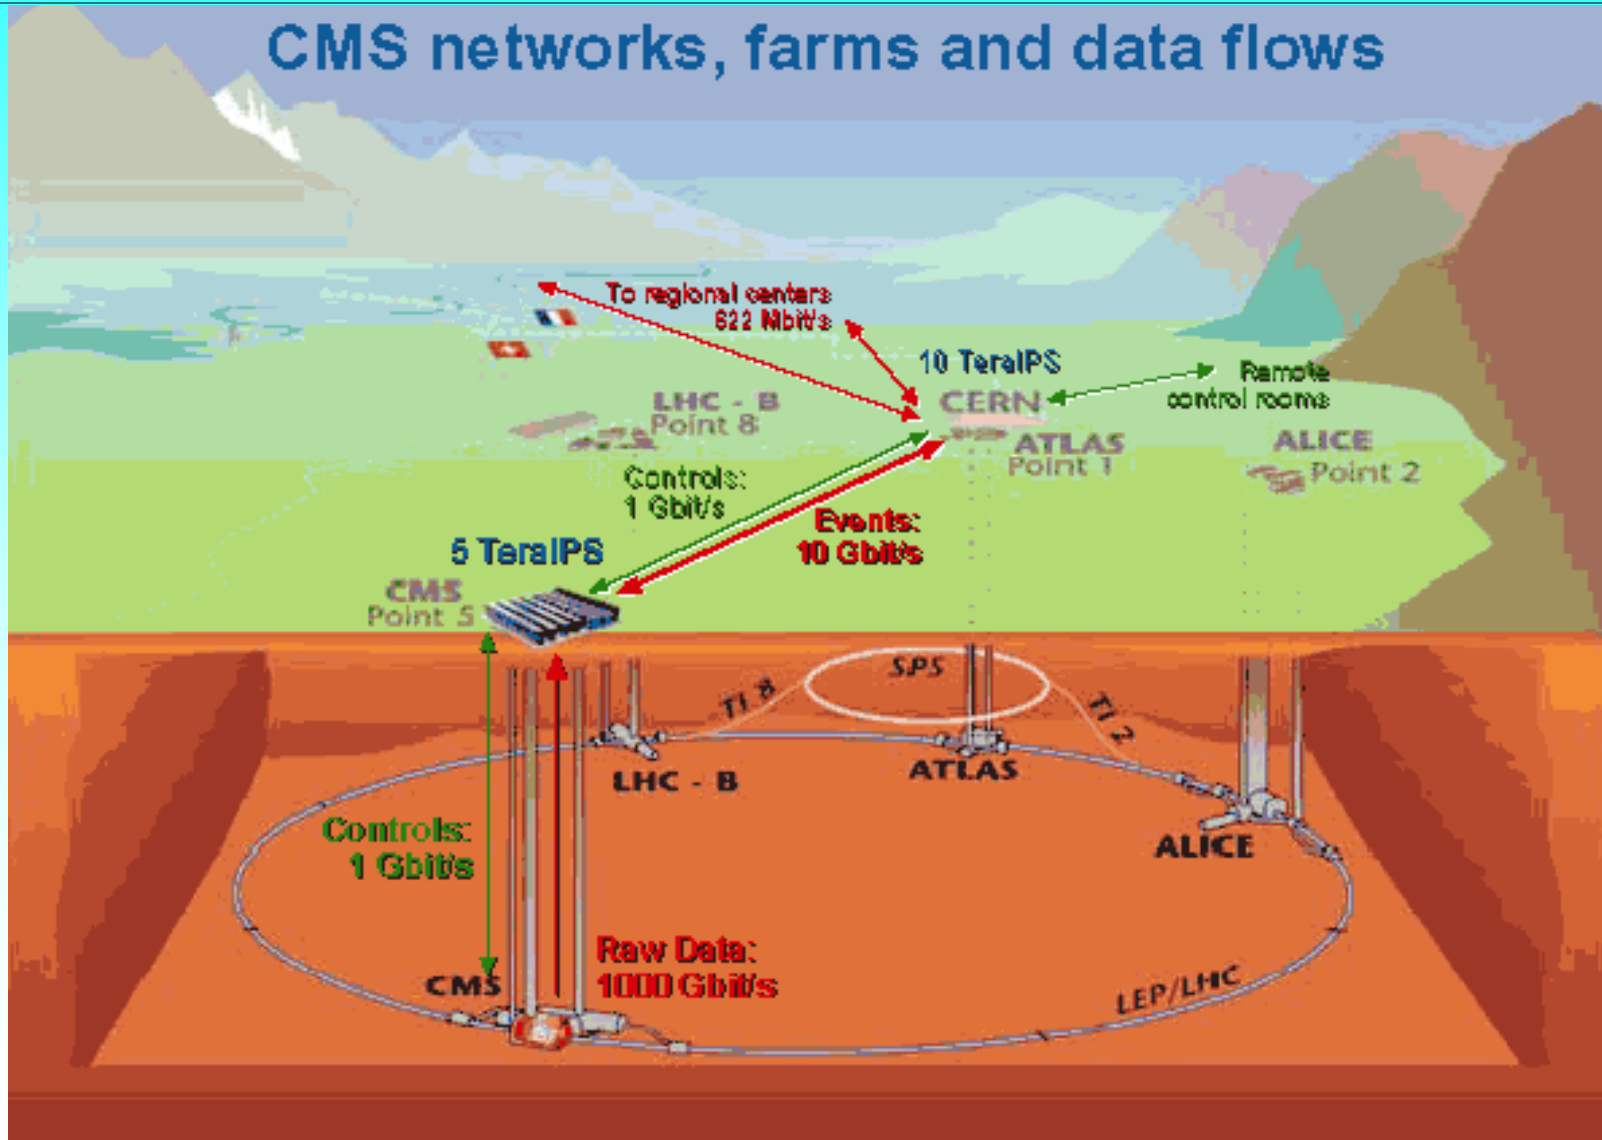 CMS networks, farms and data flows
To regional centers
622 Mbit/s
10 TeraIPS
CERN
Remote
control rooms
LHC - B
Point 8
ATLAS
Point 1
ALICE
Point 2
Controls:
1 Gbit/s
Events:
10 Gbit/s
5 TeraIPS
CMS
Point 5
SPS
TI 8
TI 2
LHC - B
ATLAS
ALICE
Controls:
1 Gbit/s
Raw Data:
1000 Gbit/s
CMS
LEP/LHC